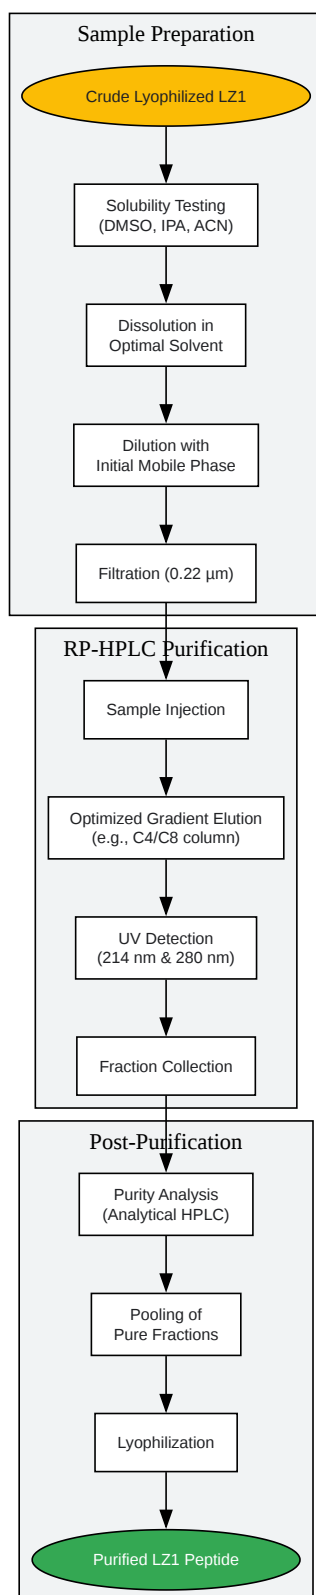 Sample Preparation
Crude Lyophilized LZ1
Solubility Testing
(DMSO, IPA, ACN)
Dissolution in
Optimal Solvent
Dilution with
Initial Mobile Phase
Filtration (0.22 µm)
RP-HPLC Purification
Sample Injection
Optimized Gradient Elution
(e.g., C4/C8 column)
UV Detection
(214 nm & 280 nm)
Fraction Collection
Post-Purification
Purity Analysis
(Analytical HPLC)
Pooling of
Pure Fractions
Lyophilization
Purified LZ1 Peptide